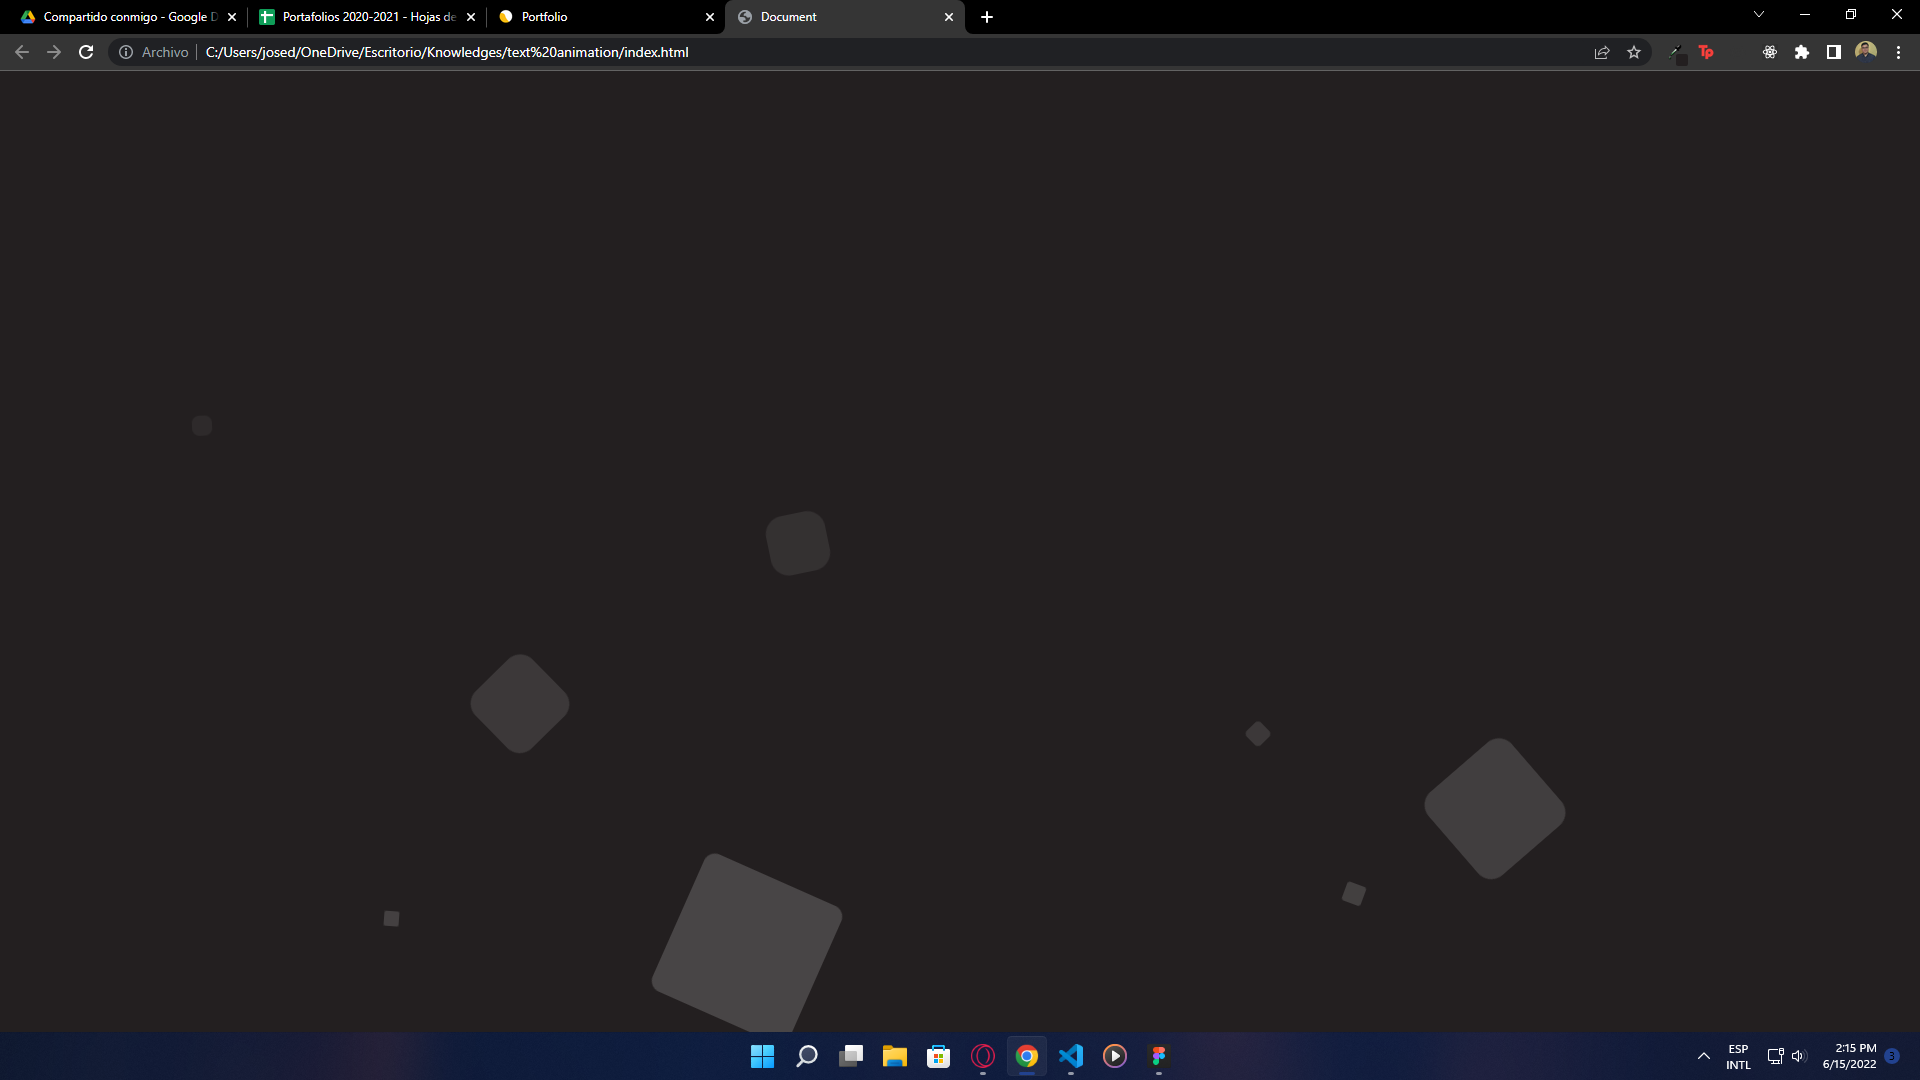 Compartido conmigo - Google D
Portafolios 2020-2021 - Hojas de
Portfolio
Document
Archivo
C:/Users/josed/OneDrive/Escritorio/Knowledges/text%20animation/index.html
Tp
ESP
INTL
2:15 PM
6/15/2022
3